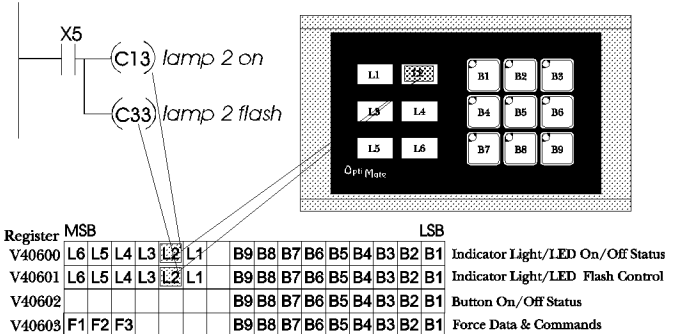 X5
C13 lamp 2 on
C33 lamp 2 flash
L1 L2 B1 B2 B3
L3 L4 B4 B5 B6
L5 L6 B7 B8 B9
Opti Mate
Register MSB LSB
V40600 L6 L5 L4 L3 L2 L1 B9 B8 B7 B6 B5 B4 B3 B2 B1 Indicator Light/LED On/Off Status
V40601 L6 L5 L4 L3 L2 L1 B9 B8 B7 B6 B5 B4 B3 B2 B1 Indicator Light/LED Flash Control
V40602 B9 B8 B7 B6 B5 B4 B3 B2 B1 Button On/Off Status
V40603 F1 F2 F3 B9 B8 B7 B6 B5 B4 B3 B2 B1 Force Data & Commands